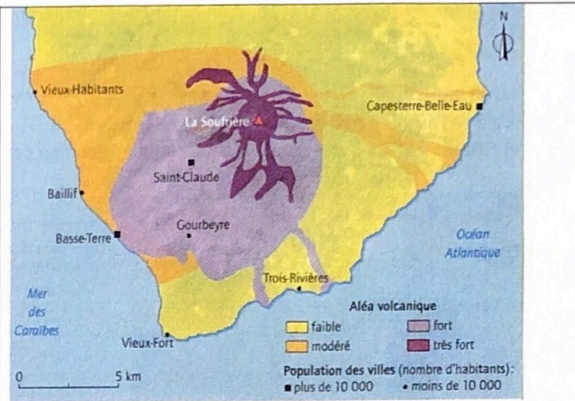 N
Vieux-Habitants
Capesterre-Belle-Eau
La Soufrière
Saint-Claude
Baillif
Gourbeyre
Basse-Terre
Océan
Atlantique
Trois-Rivières
Mer
des
Caraïbes
Vieux-Fort
Aléa volcanique
faible
fort
modéré
très fort
Population des villes (nombre d'habitants) :
plus de 10 000
moins de 10 000
0
5 km